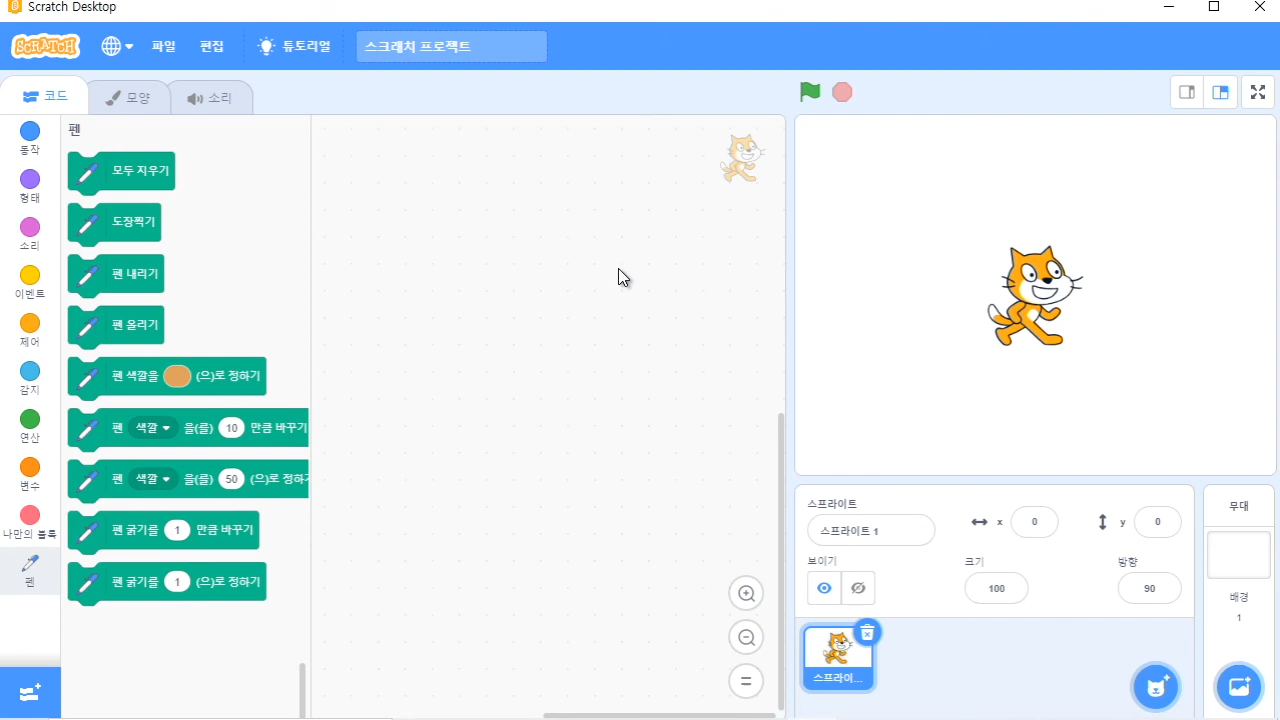 Scratch Desktop
SCRATCH
파일
편집
튜토리얼
스크래치 프로젝트
코드
모양
소리
동작
형태
소리
이벤트
제어
감지
연산
변수
나만의 블록
펜
펜
모두 지우기
도장찍기
펜 내리기
펜 올리기
펜 색깔을 (으)로 정하기
펜 색깔 을(를) 10 만큼 바꾸기
펜 색깔 을(를) 50 (으)로 정하기
펜 굵기를 1 만큼 바꾸기
펜 굵기를 1 (으)로 정하기
스프라이트
스프라이트 1
x 0
y 0
보이기
크기
100
방향
90
스프라이...
무대
배경
1